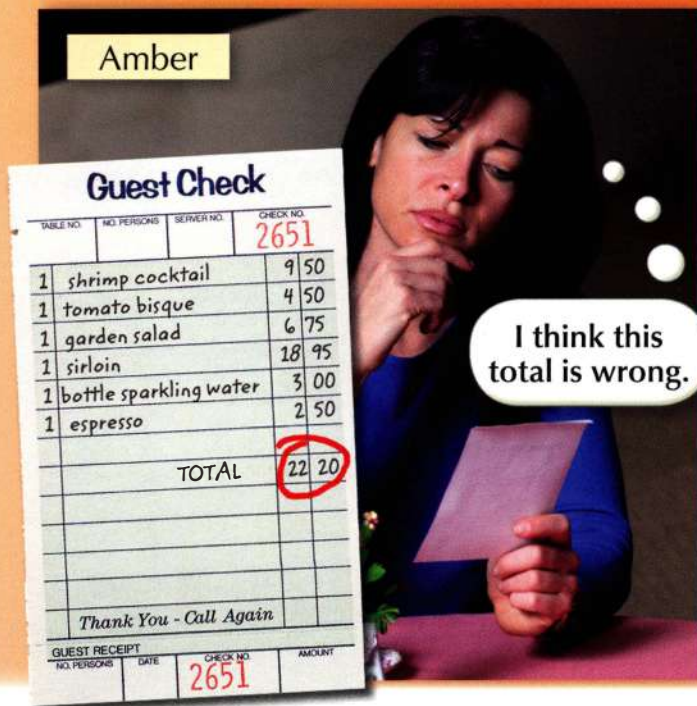 Amber
Guest Check
TABLE NO. NO. PERSONS SERVER NO. CHECK NO.
2651
1 shrimp cocktail 9 50
1 tomato bisque 4 50
1 garden salad 6 75
1 sirloin 18 95
1 bottle sparkling water 3 00
1 espresso 2 50
TOTAL 22 20
Thank You - Call Again
GUEST RECEIPT
NO. PERSONS DATE CHECK NO. AMOUNT
2651
I think this
total is wrong.